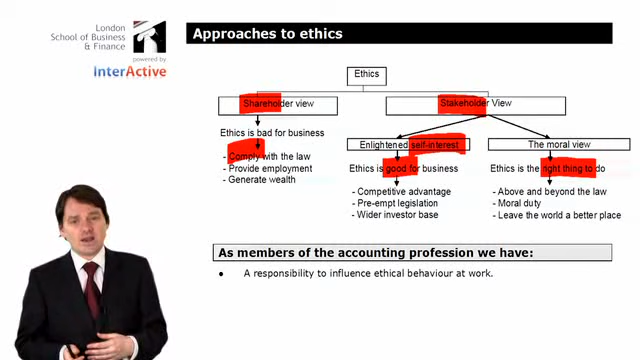 London
School of Business
& Finance
powered by
InterActive
Approaches to ethics
Ethics
Shareholder view
Stakeholder View
Ethics is bad for business
- Comply with the law
- Provide employment
- Generate wealth
Enlightened self-interest
Ethics is good for business
- Competitive advantage
- Pre-empt legislation
- Wider investor base
The moral view
Ethics is the right thing to do
- Above and beyond the law
- Moral duty
- Leave the world a better place
As members of the accounting profession we have:
● A responsibility to influence ethical behaviour at work.